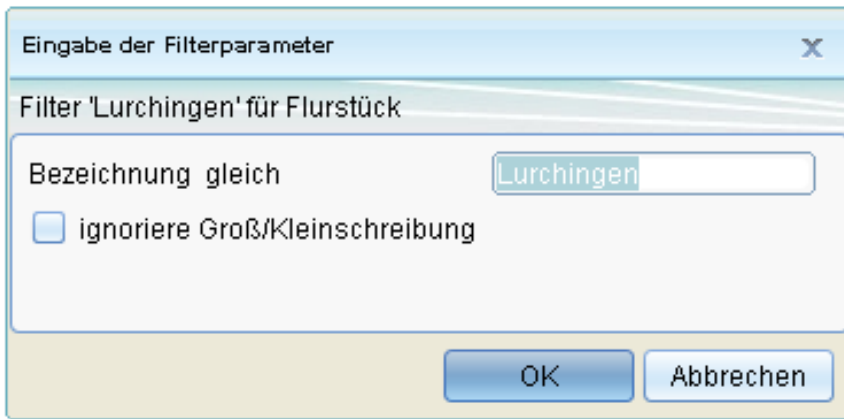 Eingabe der Filterparameter
Filter 'Lurchingen' für Flurstück
Bezeichnung gleich Lurchingen
ignoriere Groß/Kleinschreibung
OK Abbrechen